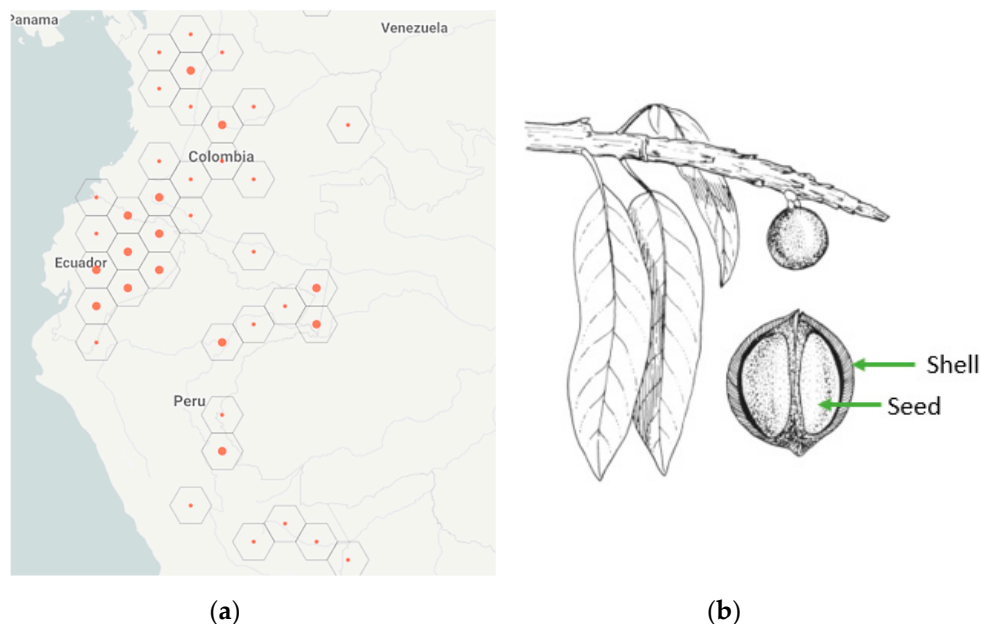 Panama
Venezuela
Colombia
Ecuador
Peru
Shell
Seed
(a)
(b)